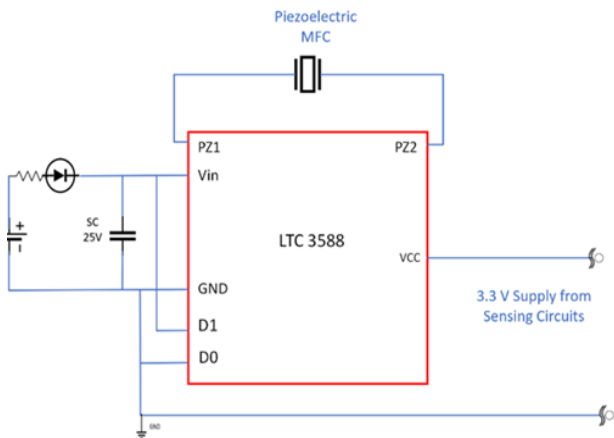 Piezoelectric
MFC
PZ1
PZ2
Vin
SC
25V
+
-
LTC 3588
VCC
GND
3.3 V Supply from
Sensing Circuits
D1
D0
GND